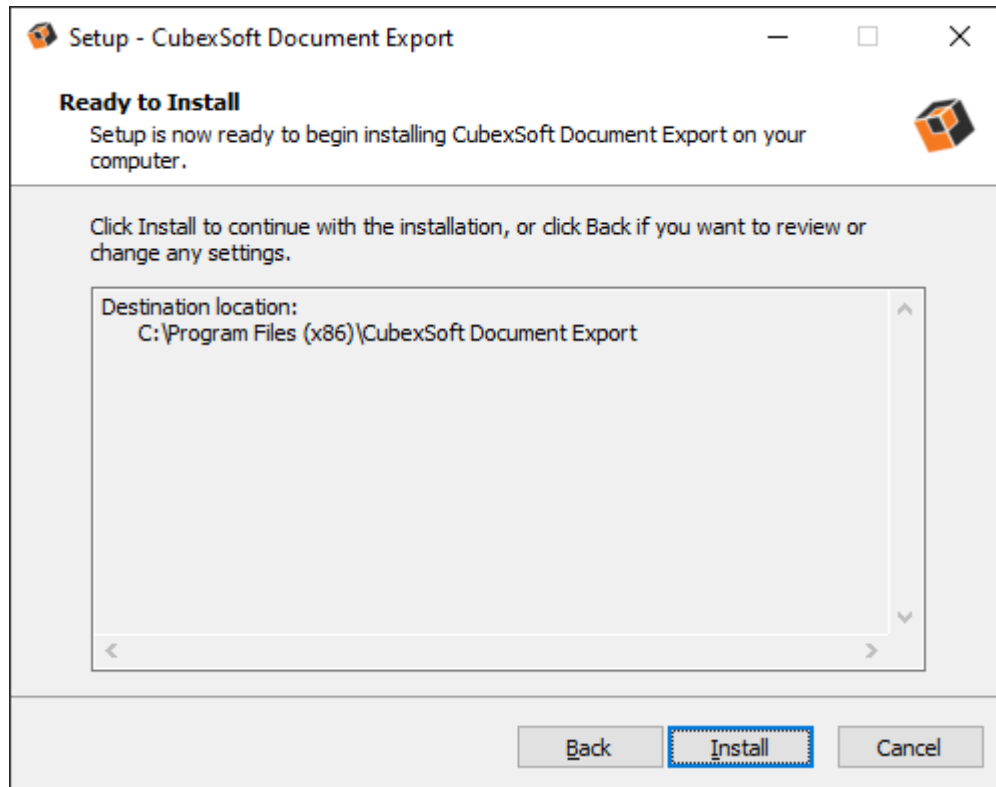 Setup - CubexSoft Document Export
Ready to Install
Setup is now ready to begin installing CubexSoft Document Export on your
computer.
Click Install to continue with the installation, or click Back if you want to review or
change any settings.
Destination location:
C:\Program Files (x86)\CubexSoft Document Export
Back
Install
Cancel